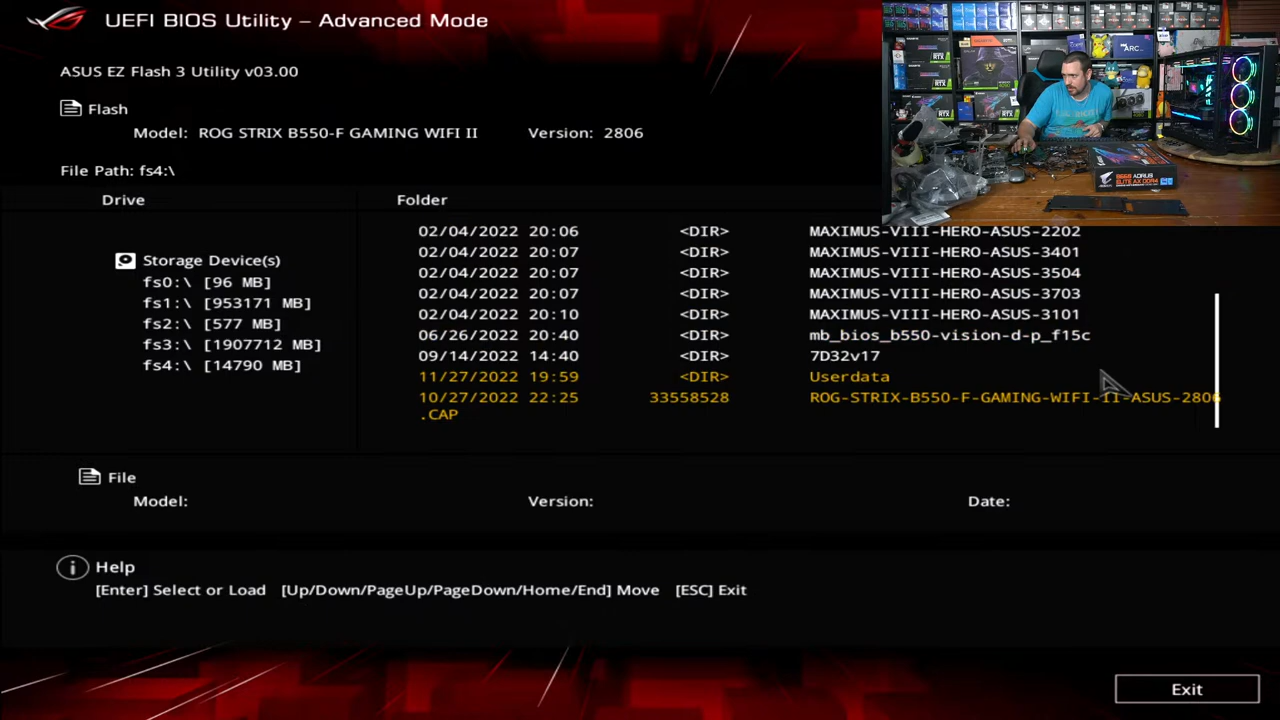 UEFI BIOS Utility – Advanced Mode
ASUS EZ Flash 3 Utility v03.00
Flash
Model: ROG STRIX B550-F GAMING WIFI II Version: 2806
File Path: fs4:\
Drive Folder
02/04/2022 20:06 <DIR> MAXIMUS-VIII-HERO-ASUS-2202
Storage Device(s) 02/04/2022 20:07 <DIR> MAXIMUS-VIII-HERO-ASUS-3401
fs0:\ [96 MB] 02/04/2022 20:07 <DIR> MAXIMUS-VIII-HERO-ASUS-3504
fs1:\ [953171 MB] 02/04/2022 20:07 <DIR> MAXIMUS-VIII-HERO-ASUS-3703
fs2:\ [577 MB] 02/04/2022 20:10 <DIR> MAXIMUS-VIII-HERO-ASUS-3101
fs3:\ [1907712 MB] 06/26/2022 20:40 <DIR> mb_bios_b550-vision-d-p_f15c
fs4:\ [14790 MB] 09/14/2022 14:40 <DIR> 7D32v17
11/27/2022 19:59 <DIR> Userdata
10/27/2022 22:25 33558528 ROG-STRIX-B550-F-GAMING-WIFI-II-ASUS-2806
.CAP
File
Model: Version: Date:
Help
[Enter] Select or Load [Up/Down/PageUp/PageDown/Home/End] Move [ESC] Exit
Exit
ARC
AORUS
ELITE AX DDR4